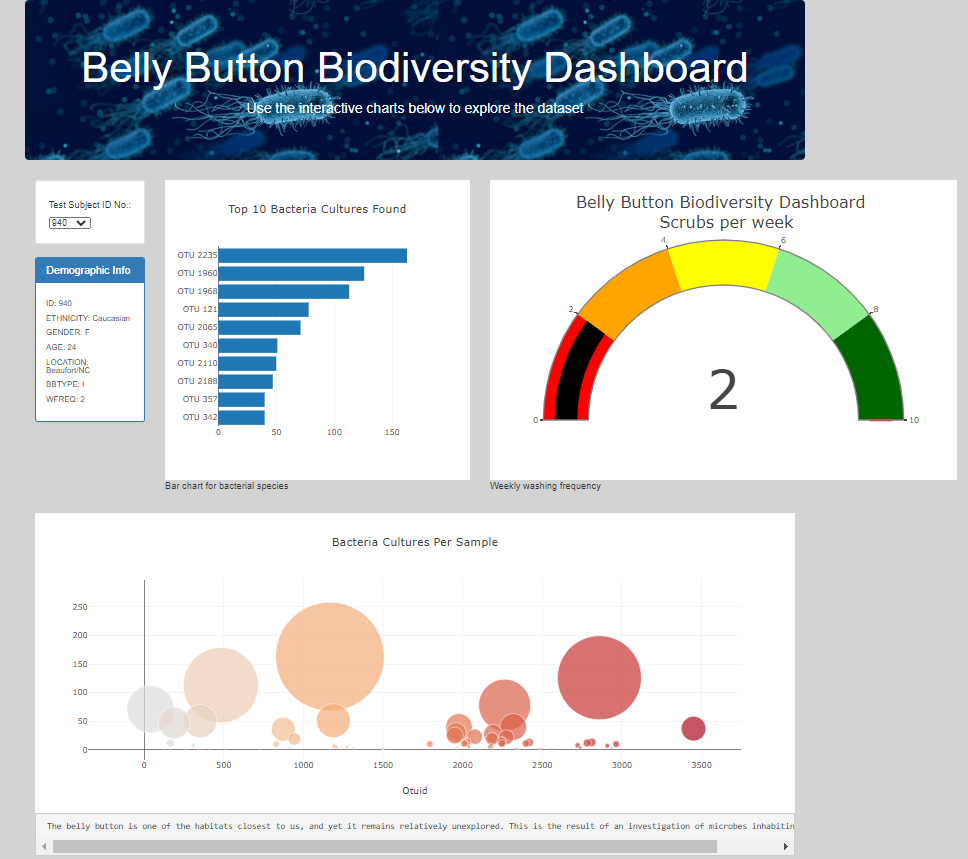 Belly Button Biodiversity Dashboard
Use the interactive charts below to explore the dataset
Test Subject ID No.:
940
Demographic Info
ID: 940
ETHNICITY: Caucasian
GENDER: F
AGE: 24
LOCATION:
Beaufort/NC
BBTYPE: I
WFREQ: 2
Top 10 Bacteria Cultures Found
OTU 2235
OTU 1960
OTU 1968
OTU 121
OTU 2065
OTU 340
OTU 2110
OTU 2188
OTU 357
OTU 342
0 50 100 150
Bar chart for bacterial species
Belly Button Biodiversity Dashboard
Scrubs per week
4 6
2 8
2
0 10
Weekly washing frequency
Bacteria Cultures Per Sample
250
200
150
100
50
0
0 500 1000 1500 2000 2500 3000 3500
Otuid
The belly button is one of the habitats closest to us, and yet it remains relatively unexplored. This is the result of an investigation of microbes inhabitin